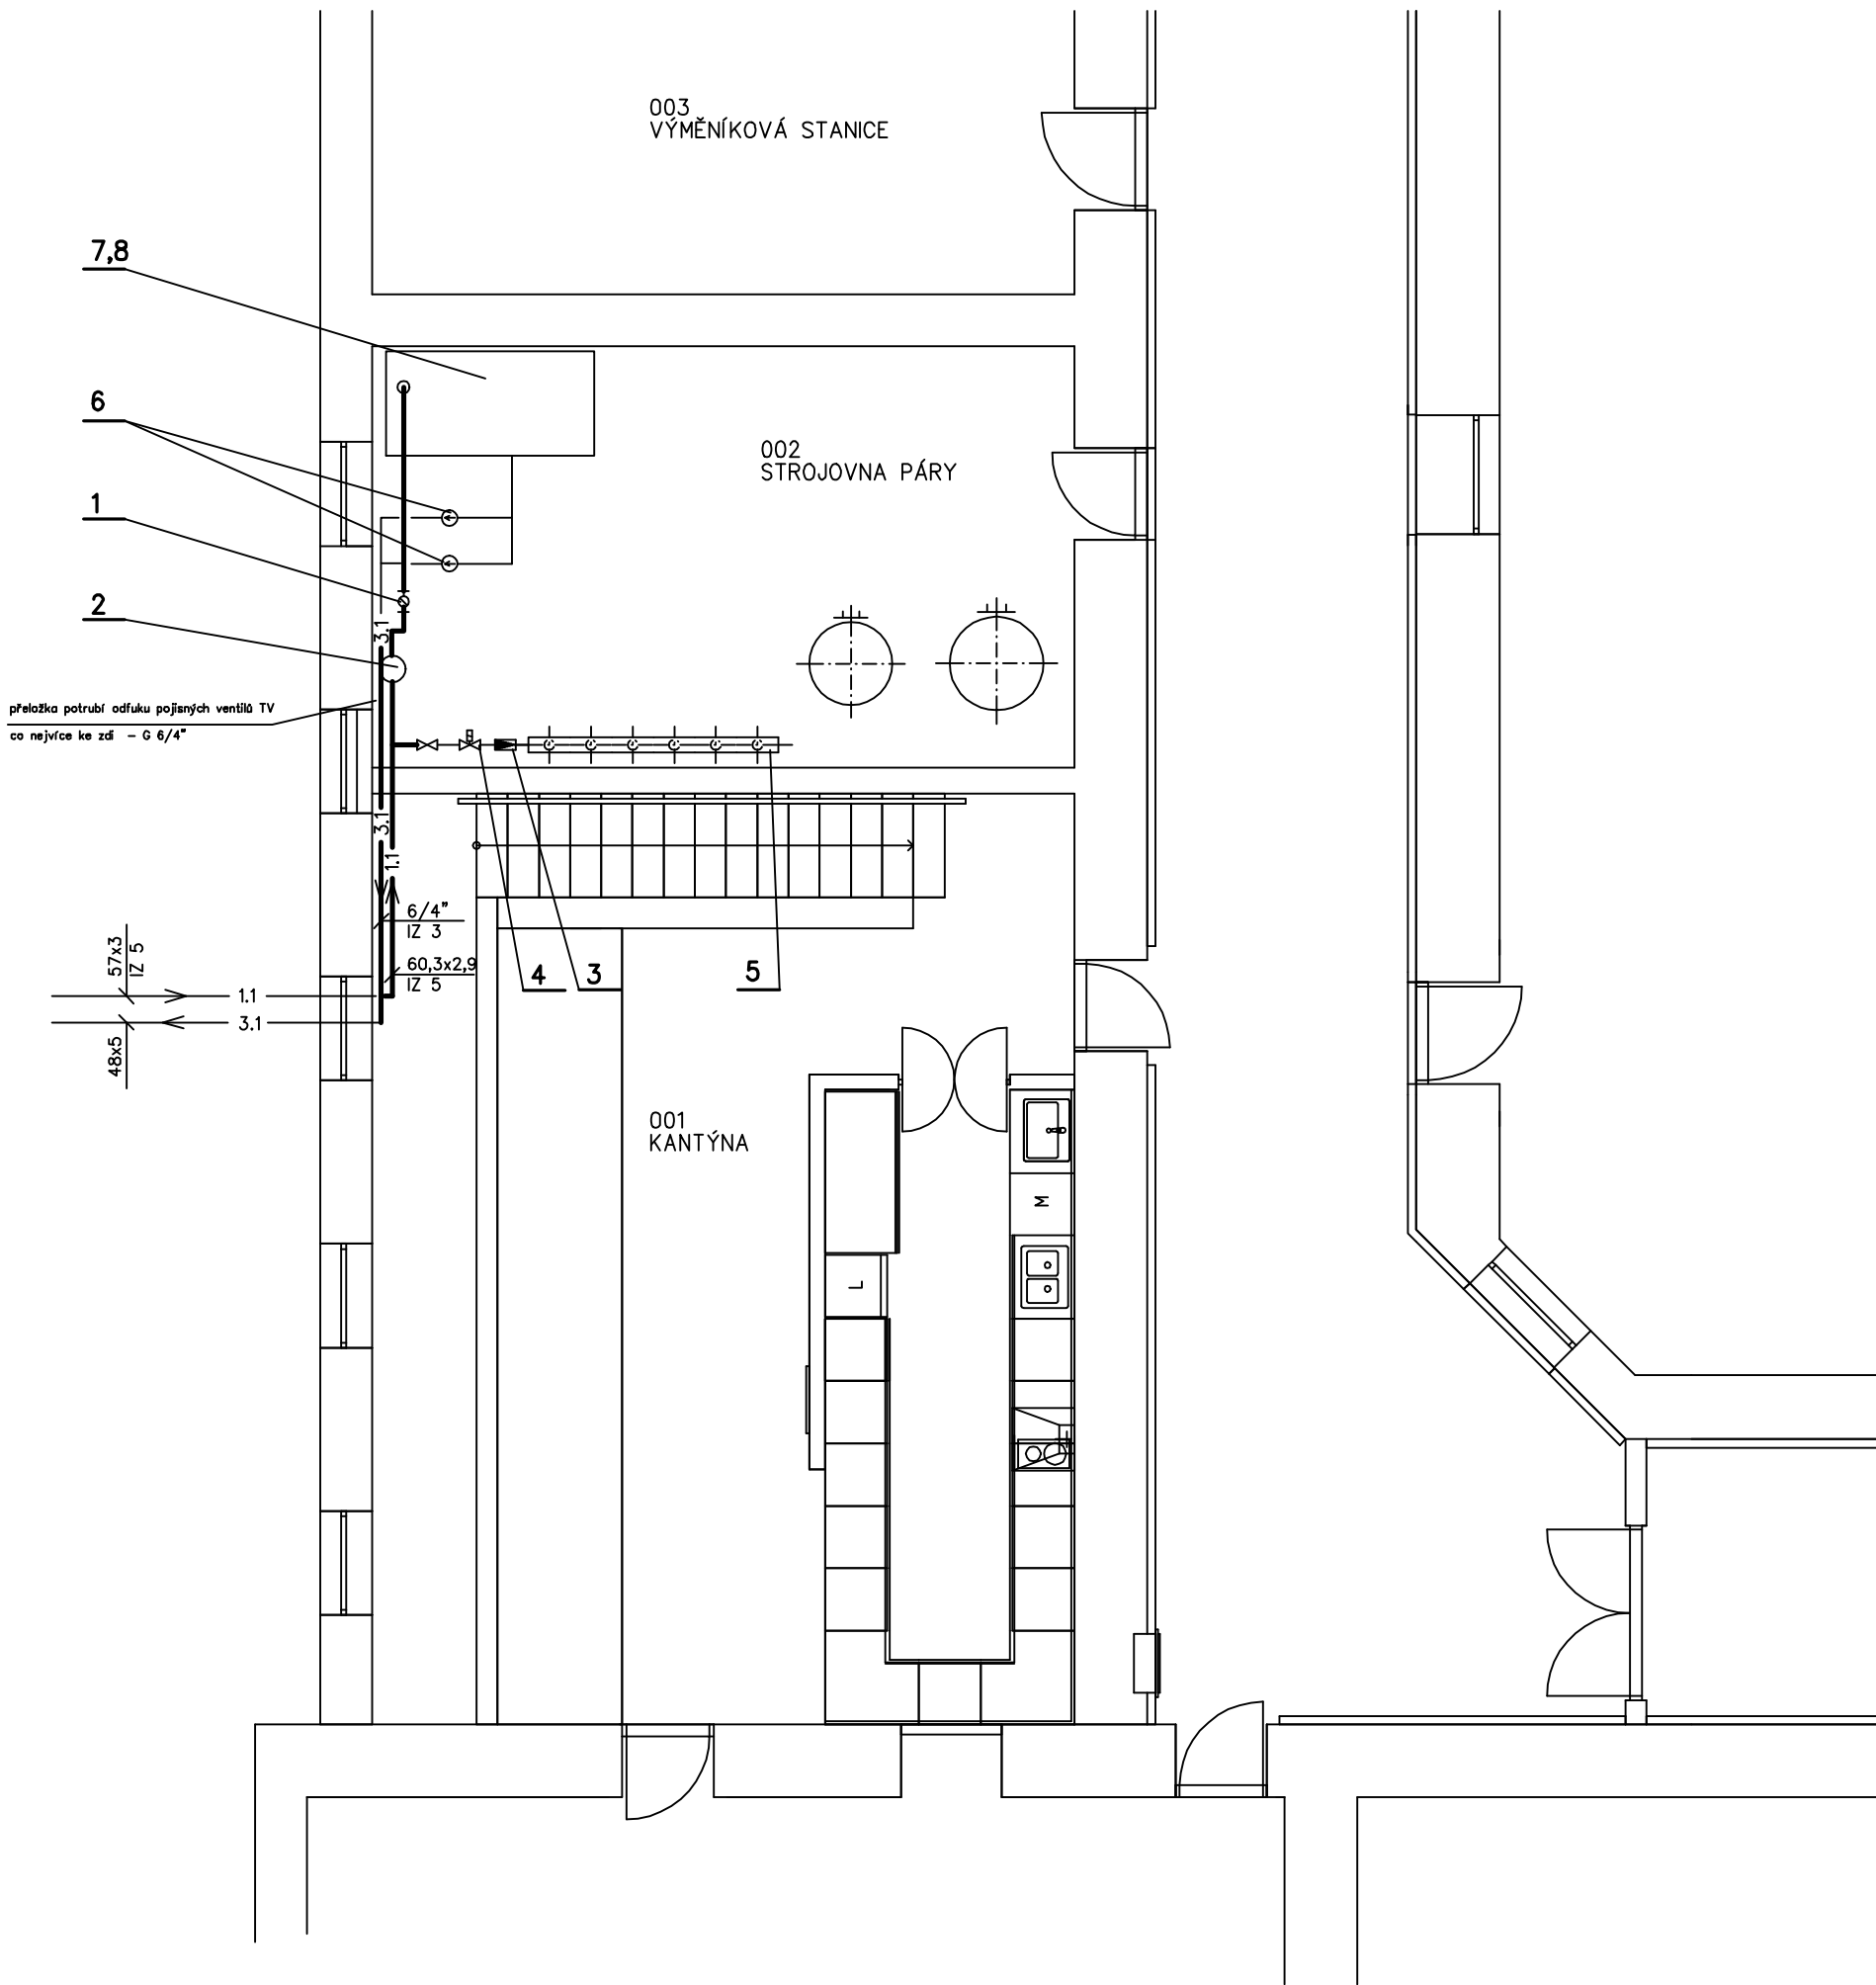 003
VÝMĚNÍKOVÁ STANICE
7,8
6
002
STROJOVNA PÁRY
1
2
3.1
přeložka potrubí odfuku pojisných ventilů TV
co nejvíce ke zdi - G 6/4"
3.1
1.1
6/4"
IZ 3
57x3
IZ 5
60,3x2,9
IZ 5
4
3
5
1.1
3.1
48x5
001
KANTÝNA
M
L